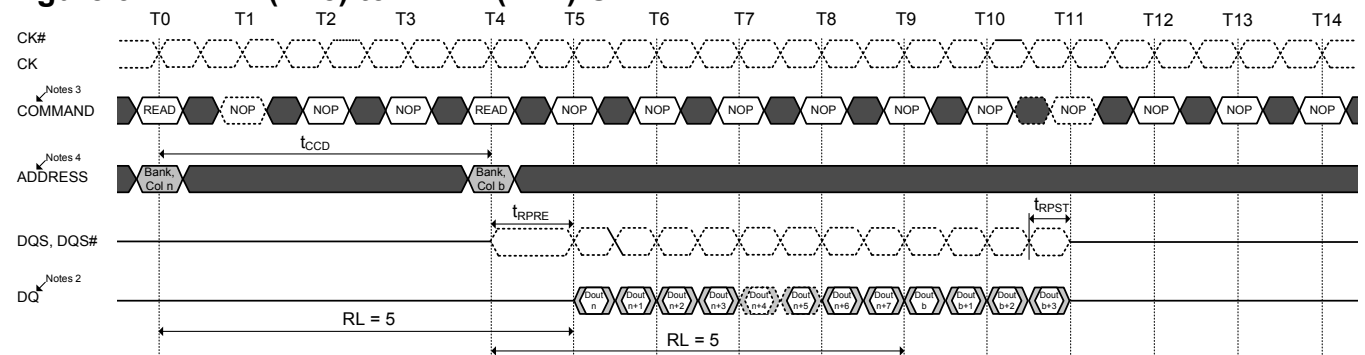 T0 T1 T2 T3 T4 T5 T6 T7 T8 T9 T10 T11 T12 T13 T14
CK#
CK
Notes 3
COMMAND READ NOP NOP NOP READ NOP NOP NOP NOP NOP NOP NOP NOP NOP NOP
tCCD
Notes 4
ADDRESS Bank, Col n Bank, Col b
tRPRE tRPST
DQS, DQS#
Notes 2
DQ Dout n Dout n+1 Dout n+2 Dout n+3 Dout n+4 Dout n+5 Dout n+6 Dout n+7 Dout b Dout b+1 Dout b+2 Dout b+3
RL = 5
RL = 5